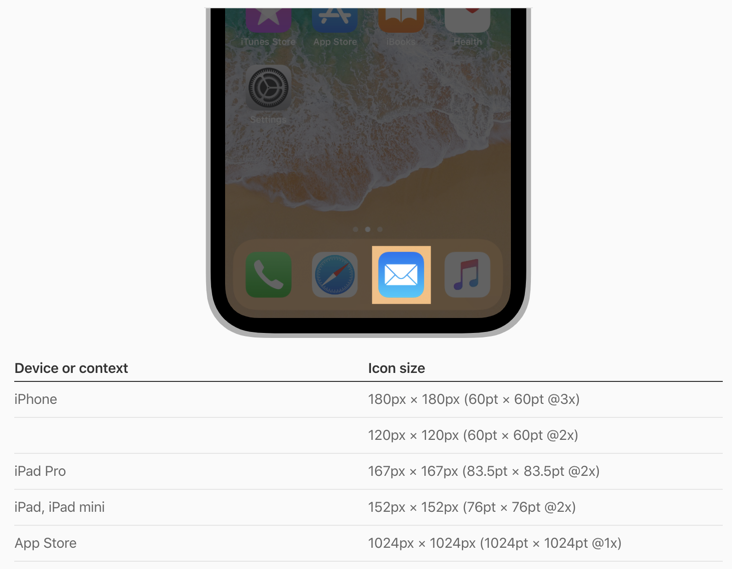 iTunes Store App Store iBooks Health
Settings
Device or context Icon size
iPhone 180px × 180px (60pt × 60pt @3x)
120px × 120px (60pt × 60pt @2x)
iPad Pro 167px × 167px (83.5pt × 83.5pt @2x)
iPad, iPad mini 152px × 152px (76pt × 76pt @2x)
App Store 1024px × 1024px (1024pt × 1024pt @1x)